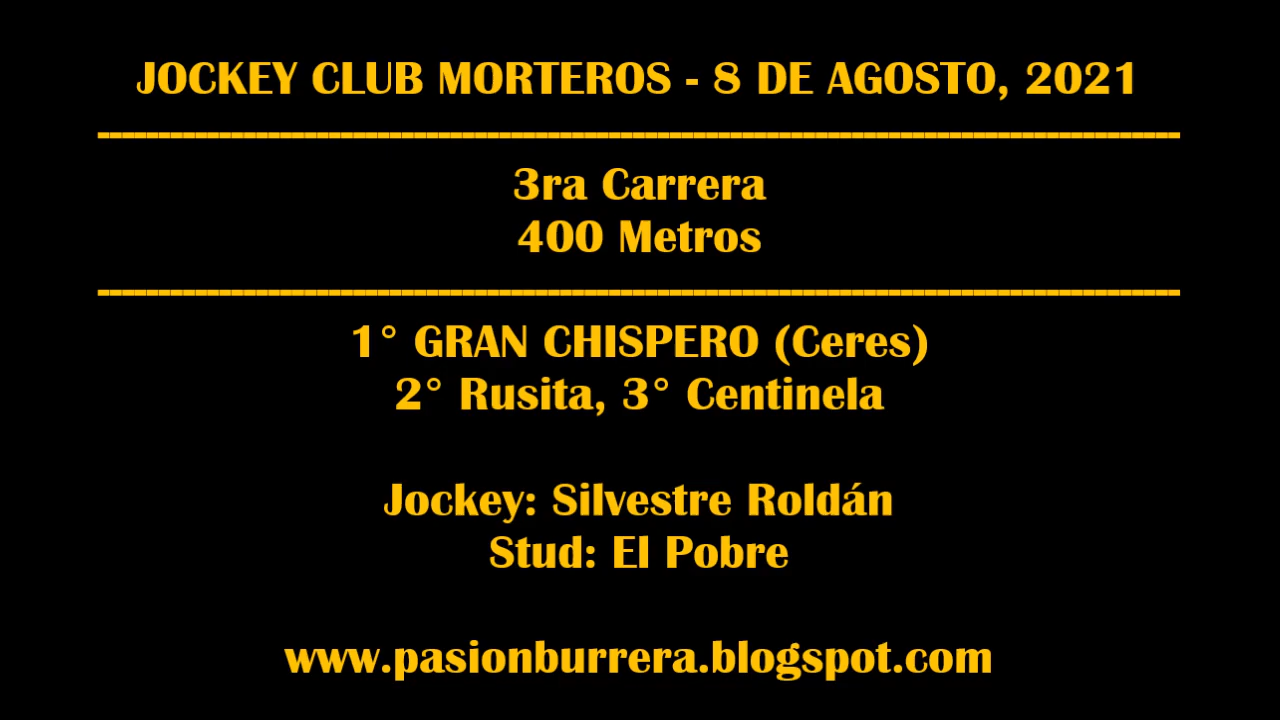 JOCKEY CLUB MORTEROS - 8 DE AGOSTO, 2021
3ra Carrera
400 Metros
1° GRAN CHISPERO (Ceres)
2° Rusita, 3° Centinela
Jockey: Silvestre Roldán
Stud: El Pobre
www.pasionburrera.blogspot.com